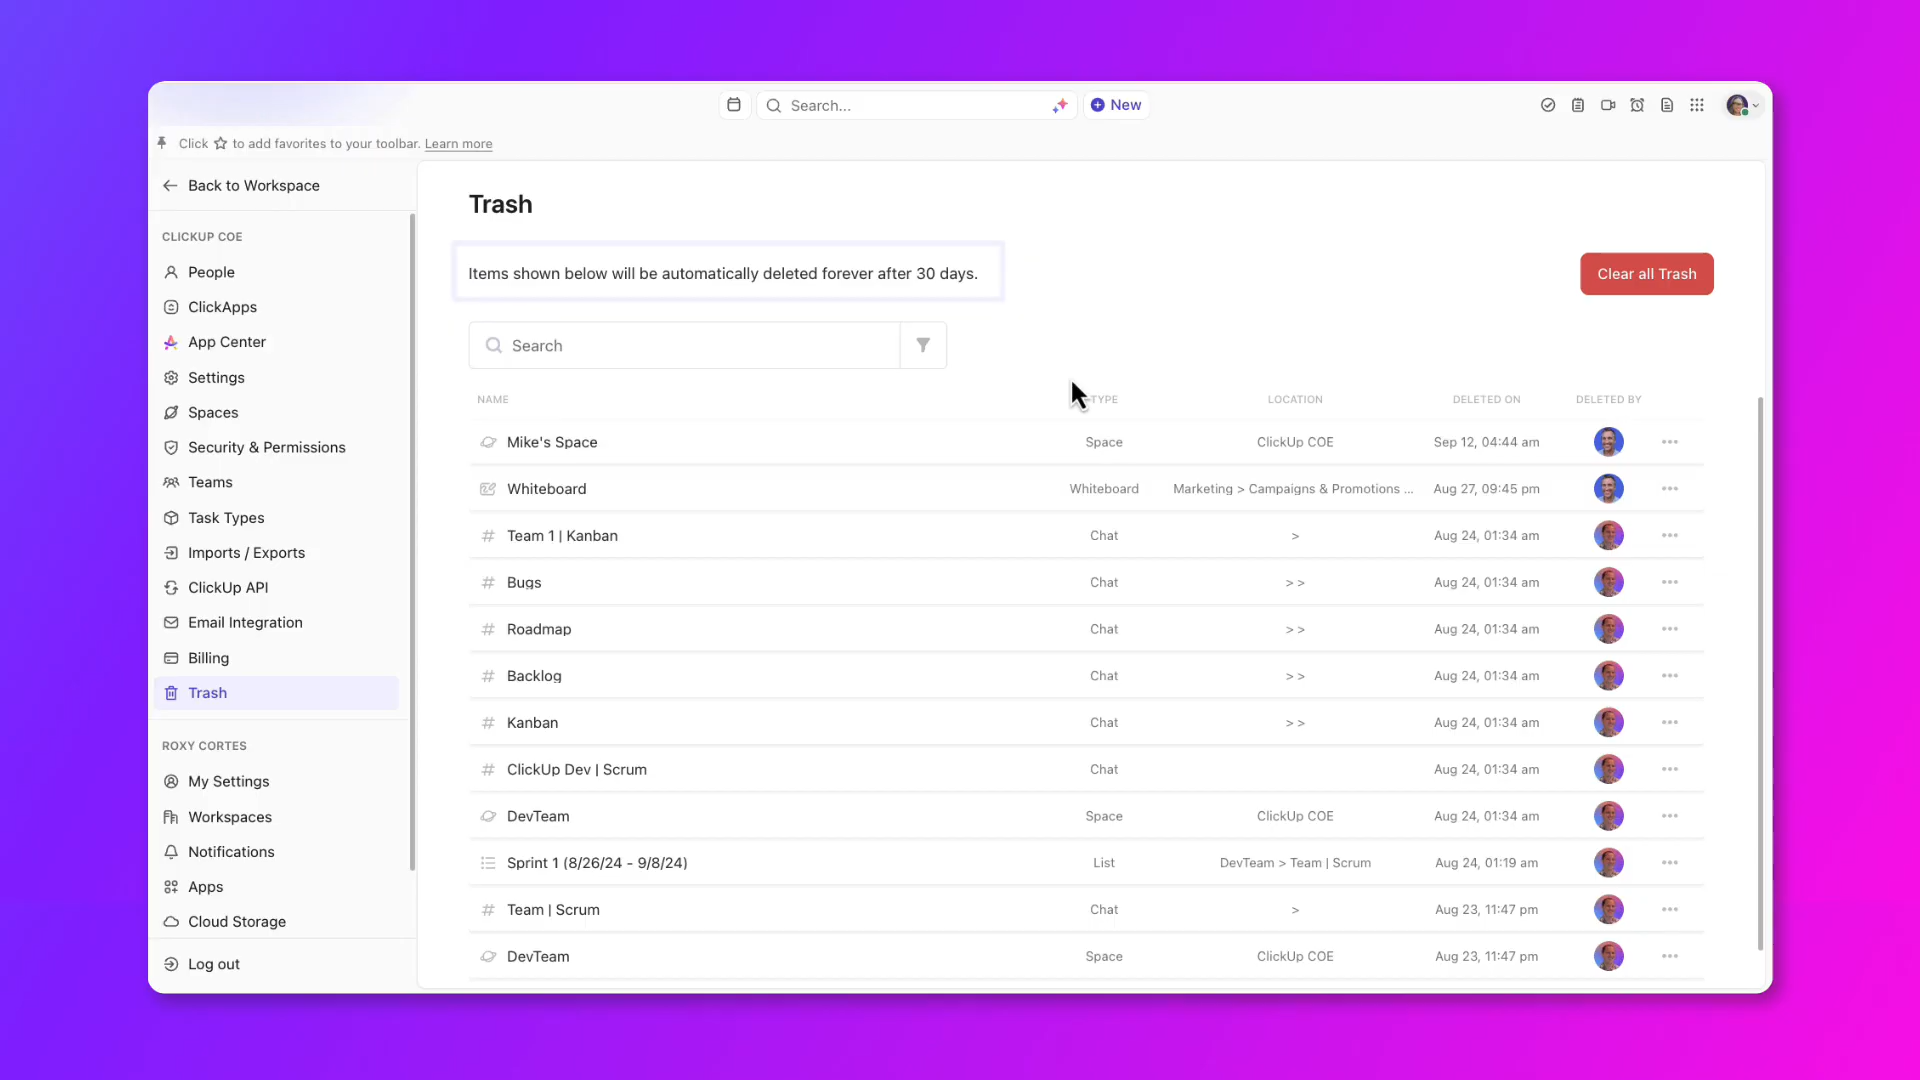 Search...
New
Click ☆ to add favorites to your toolbar. Learn more
Back to Workspace
CLICKUP COE
People
ClickApps
App Center
Settings
Spaces
Security & Permissions
Teams
Task Types
Imports / Exports
ClickUp API
Email Integration
Billing
Trash
ROXY CORTES
My Settings
Workspaces
Notifications
Apps
Cloud Storage
Log out
Trash
Items shown below will be automatically deleted forever after 30 days.
Clear all Trash
Search
NAME TYPE LOCATION DELETED ON DELETED BY
Mike's Space Space ClickUp COE Sep 12, 04:44 am
Whiteboard Whiteboard Marketing > Campaigns & Promotions ... Aug 27, 09:45 pm
# Team 1 | Kanban Chat > Aug 24, 01:34 am
# Bugs Chat > > Aug 24, 01:34 am
# Roadmap Chat > > Aug 24, 01:34 am
# Backlog Chat > > Aug 24, 01:34 am
# Kanban Chat > > Aug 24, 01:34 am
# ClickUp Dev | Scrum Chat Aug 24, 01:34 am
DevTeam Space ClickUp COE Aug 24, 01:34 am
Sprint 1 (8/26/24 - 9/8/24) List DevTeam > Team | Scrum Aug 24, 01:19 am
# Team | Scrum Chat > Aug 23, 11:47 pm
DevTeam Space ClickUp COE Aug 23, 11:47 pm